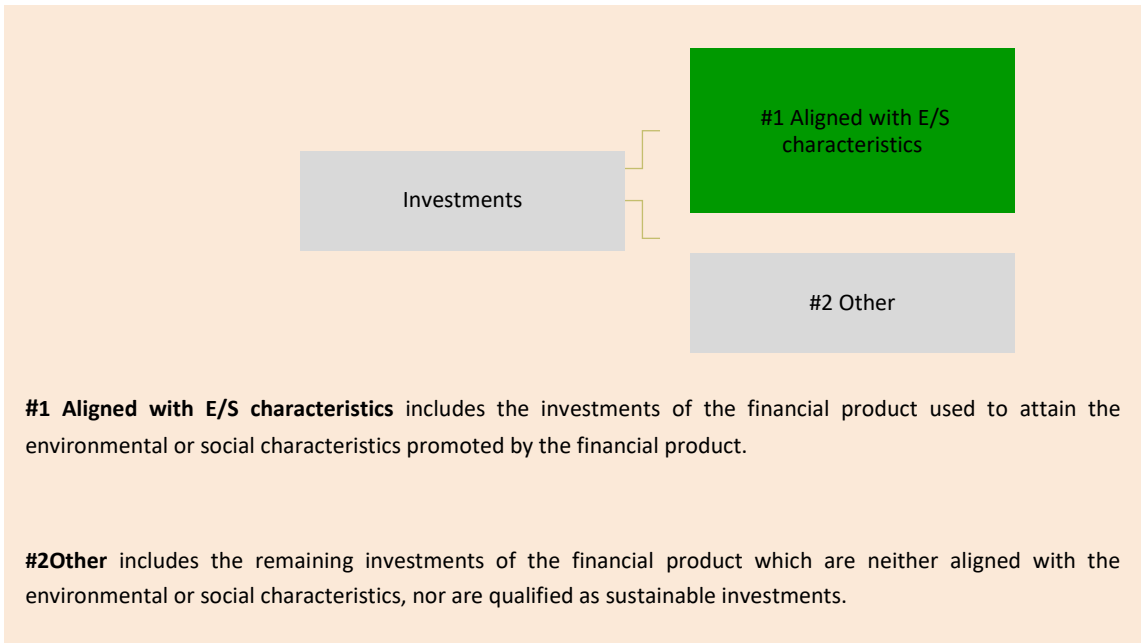 #1 Aligned with E/S
characteristics
Investments
#2 Other
#1 Aligned with E/S characteristics includes the investments of the financial product used to attain the
environmental or social characteristics promoted by the financial product.
#2Other includes the remaining investments of the financial product which are neither aligned with the
environmental or social characteristics, nor are qualified as sustainable investments.